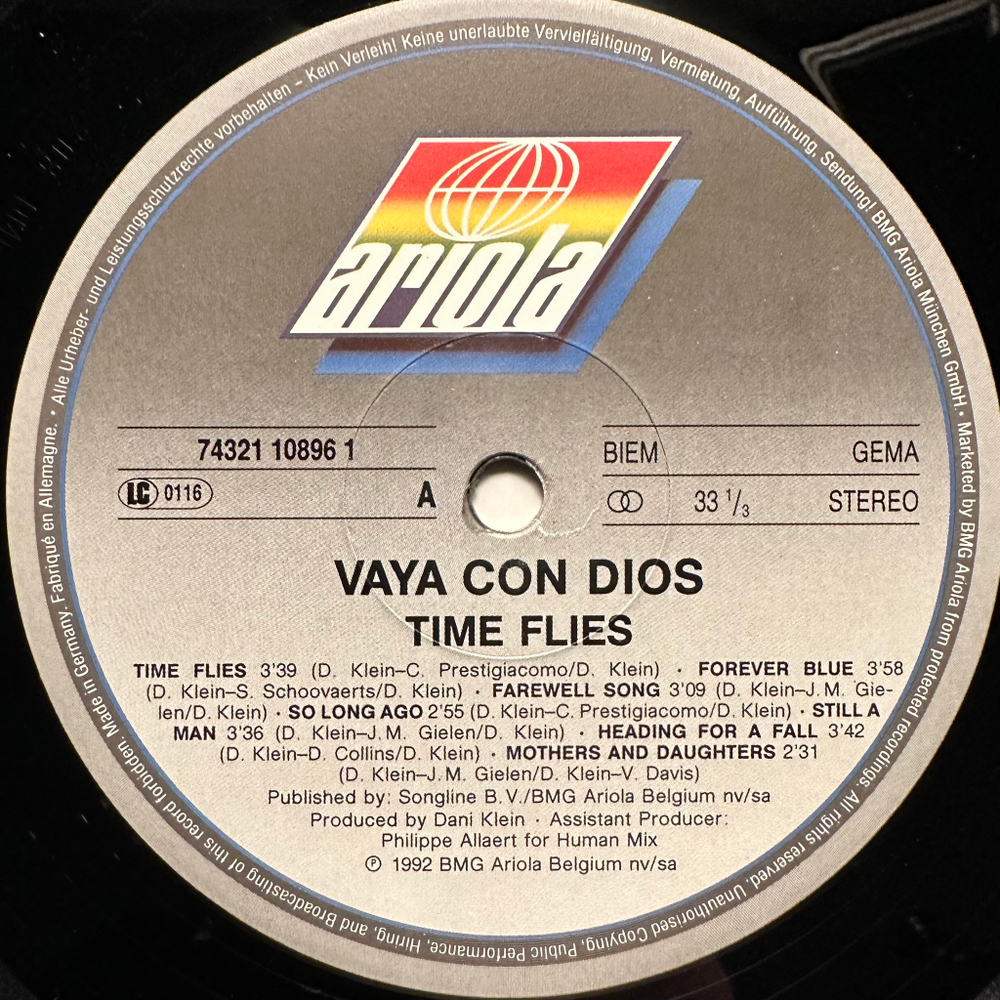 Alle Urheber- und Leistungsschutzrechte vorbehalten – Kein Verleih! Keine unerlaubte Vervielfältigung, Vermietung, Aufführung, Sendung! BMG Ariola München GmbH. • Marketed by BMG Ariola from protected recordings. All rights reserved. Unauthorised Copying, Public Performance, Hiring, and Broadcasting of this record forbidden. Made in Germany. Fabriqué en Allemagne. •
ariola
74321 10896 1
BIEM GEMA
LC 0116 A
33 1/3 STEREO
VAYA CON DIOS
TIME FLIES
TIME FLIES 3'39 (D. Klein–C. Prestigiacomo/D. Klein) · FOREVER BLUE 3'58
(D. Klein–S. Schoovaerts/D. Klein) · FAREWELL SONG 3'09 (D. Klein–J. M. Gie-
len/D. Klein) · SO LONG AGO 2'55 (D. Klein–C. Prestigiacomo/D. Klein) · STILL A
MAN 3'36 (D. Klein–J. M. Gielen/D. Klein) · HEADING FOR A FALL 3'42
(D. Klein–D. Collins/D. Klein) · MOTHERS AND DAUGHTERS 2'31
(D. Klein–J. M. Gielen/D. Klein–V. Davis)
Published by: Songline B. V./BMG Ariola Belgium nv/sa
Produced by Dani Klein · Assistant Producer:
Philippe Allaert for Human Mix
℗ 1992 BMG Ariola Belgium nv/sa